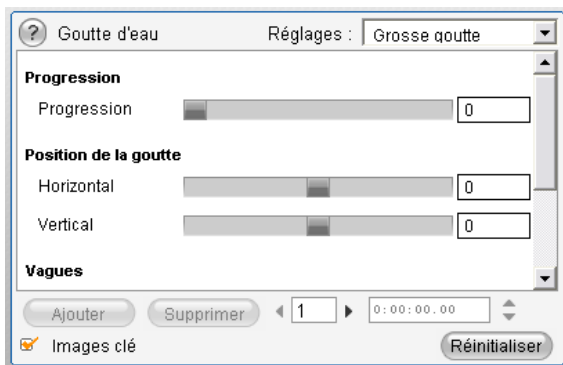 ? Goutte d'eau Réglages : Grosse goutte
Progression
Progression 0
Position de la goutte
Horizontal 0
Vertical 0
Vagues
Ajouter Supprimer 1 0:00:00.00
Images clé Réinitialiser